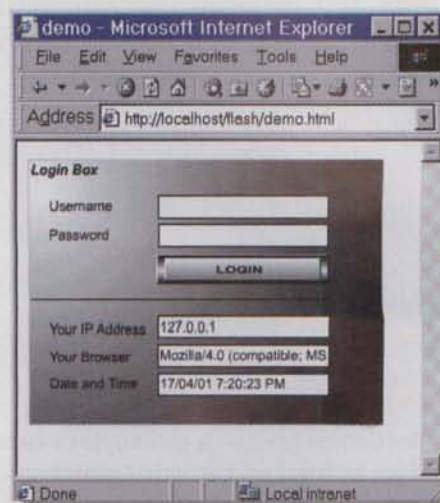 demo - Microsoft Internet Explorer
File Edit View Favorites Tools Help
Address http://localhost/flash/demo.html
Login Box
Username
Password
LOGIN
Your IP Address 127.0.0.1
Your Browser Mozilla/4.0 (compatible; MS
Date and Time 17/04/01 7:20:23 PM
Done Local intranet